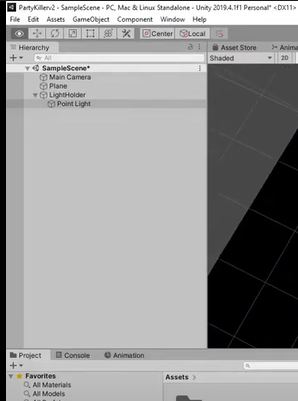 PartyKillerv2 - SampleScene - PC, Mac & Linux Standalone - Unity 2019.4.1f1 Personal* <DX11>
File Edit Assets GameObject Component Window Help
Center Local
Hierarchy
Asset Store
All
Shaded 2D
SampleScene*
Main Camera
Plane
LightHolder
Point Light
Project Console Animation
Favorites
Assets
All Materials
All Models